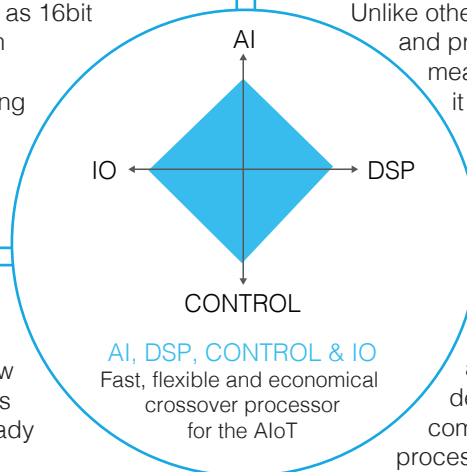 as 16bit
Unlike othe
and pr
mea
it
AI
IO
DSP
CONTROL
AI, DSP, CONTROL & IO
Fast, flexible and economical
crossover processor
for the AIoT
ng
w
s
ady
a
de
com
proces